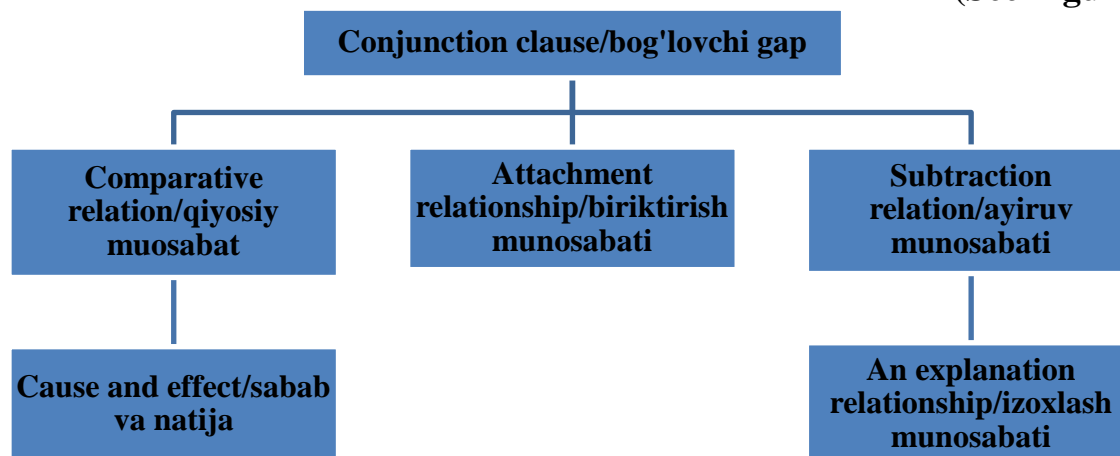 Conjunction clause/bog'lovchi gap
Comparative
relation/qiyosiy
muosabat
Attachment
relationship/biriktirish
munosabati
Subtraction
relation/ayiruv
munosabati
Cause and effect/sabab
va natija
An explanation
relationship/izoxlash
munosabati